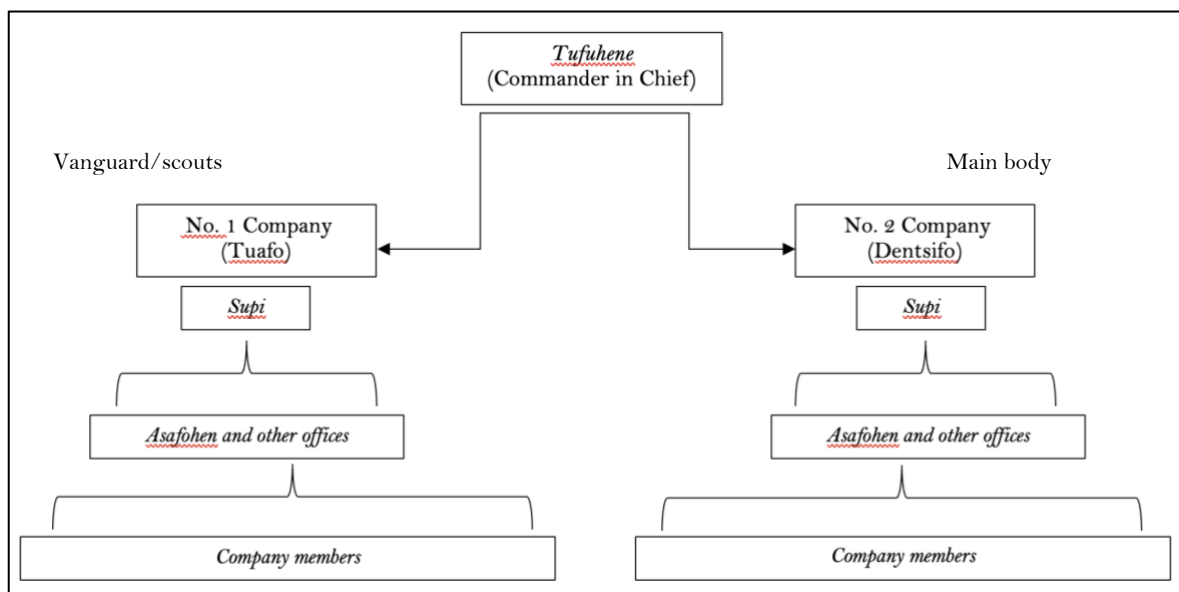 Tufuhene
(Commander in Chief)
Vanguard/scouts
Main body
No. 1 Company
(Tuafo)
No. 2 Company
(Dentsifo)
Supi
Supi
Asafohen and other offices
Asafohen and other offices
Company members
Company members